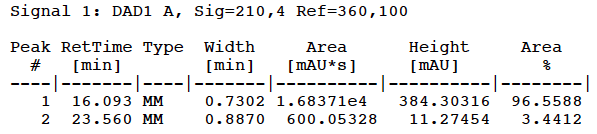 Signal 1: DAD1 A, Sig=210,4 Ref=360,100
Peak RetTime Type  Width     Area      Height     Area
  #   [min]        [min]   [mAU*s]     [mAU]        %
----|-------|----|-------|----------|----------|--------|
   1  16.093 MM    0.7302 1.68371e4   384.30316  96.5588
   2  23.560 MM    0.8870  600.05328   11.27454   3.4412